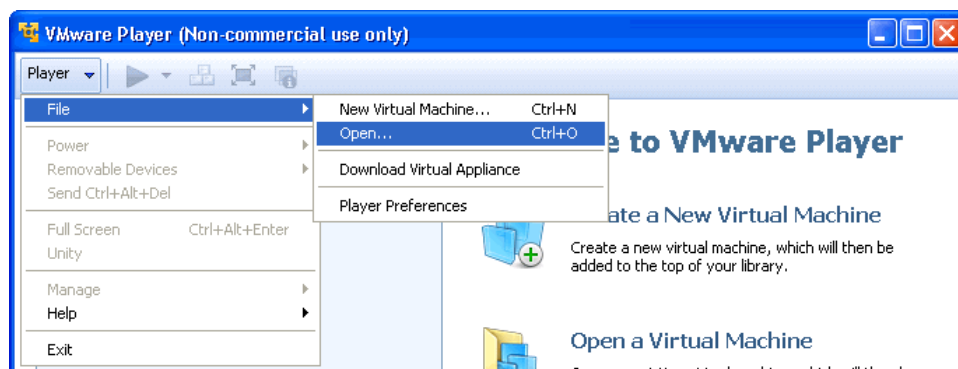 VMware Player (Non-commercial use only)
Player
File
Power
Removable Devices
Send Ctrl+Alt+Del
Full Screen Ctrl+Alt+Enter
Unity
Manage
Help
Exit
New Virtual Machine... Ctrl+N
Open... Ctrl+O
Download Virtual Appliance
Player Preferences
e to VMware Player
ate a New Virtual Machine
Create a new virtual machine, which will then be
added to the top of your library.
Open a Virtual Machine